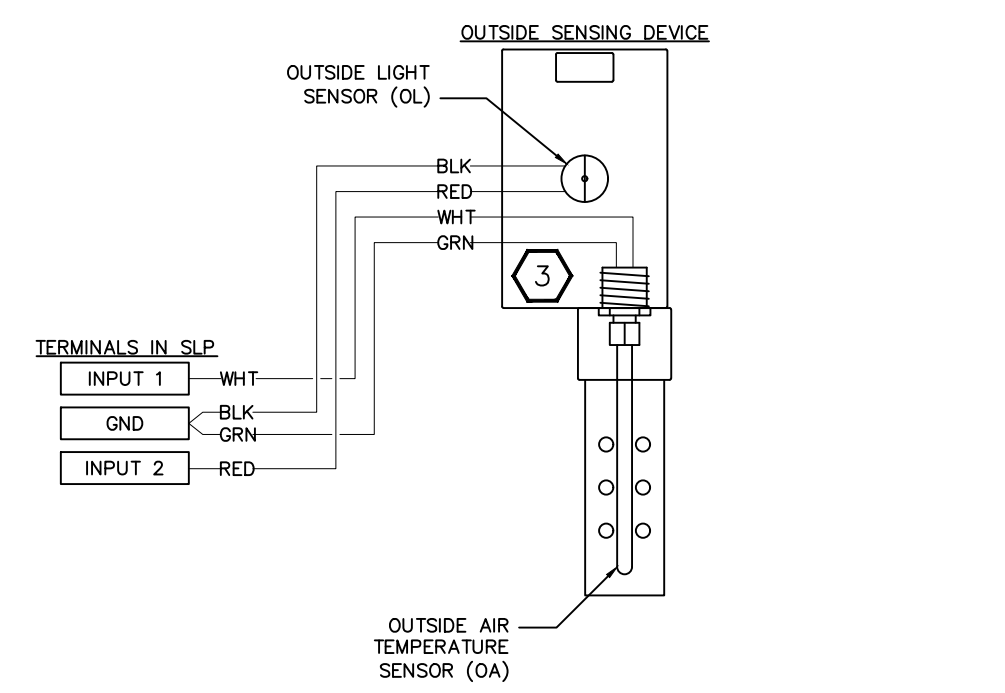 OUTSIDE SENSING DEVICE
OUTSIDE LIGHT
SENSOR (OL)
BLK
RED
WHT
GRN
3
TERMINALS IN SLP
INPUT 1
WHT
GND
BLK
GRN
INPUT 2
RED
OUTSIDE AIR
TEMPERATURE
SENSOR (OA)